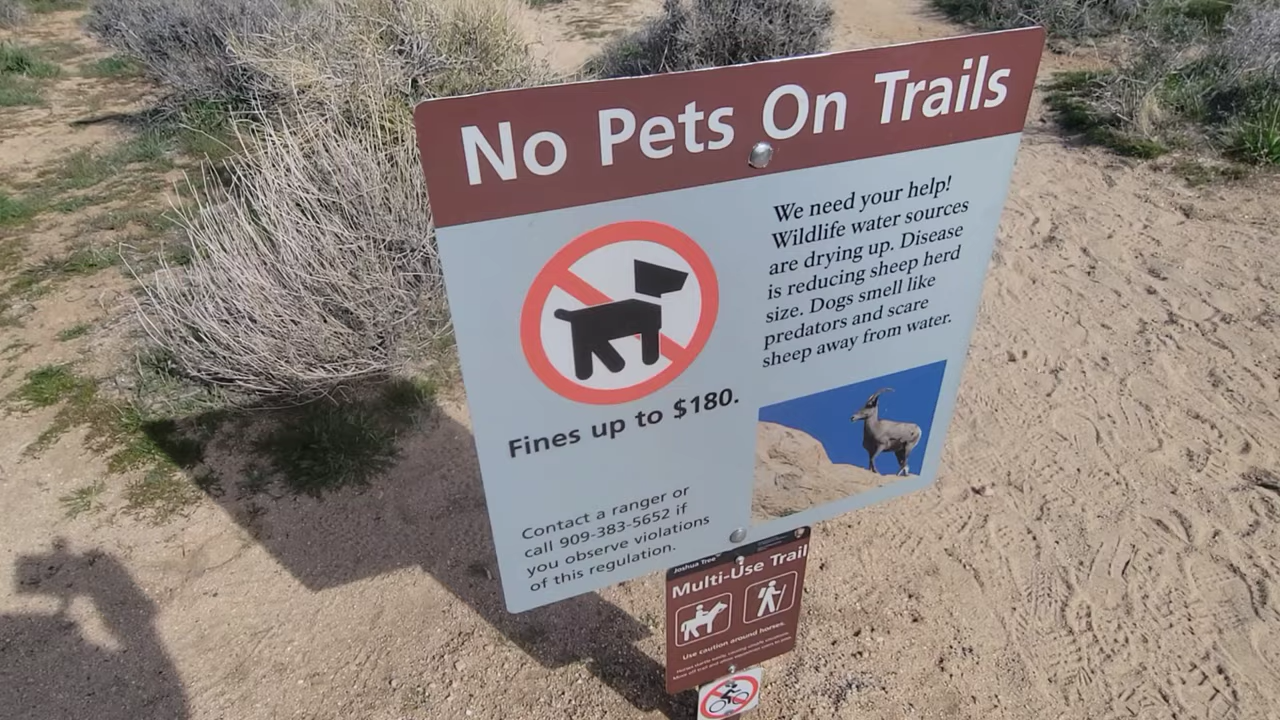 No Pets On Trails
We need your help!
Wildlife water sources
are drying up. Disease
is reducing sheep herd
size. Dogs smell like
predators and scare
sheep away from water.
Fines up to $180.
Contact a ranger or
call 909-383-5652 if
you observe violations
of this regulation.
Joshua Tree
Multi-Use Trail
Use caution around horses.